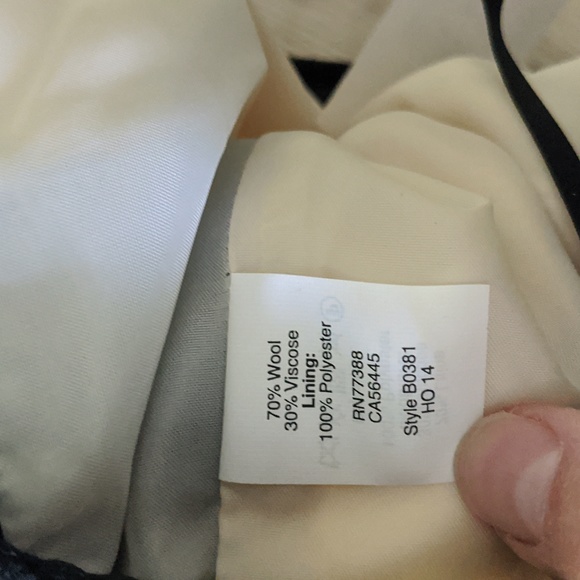 70% Wool
30% Viscose
Lining:
100% Polyester
RN77388
CA56445
Style B0381
HO 14